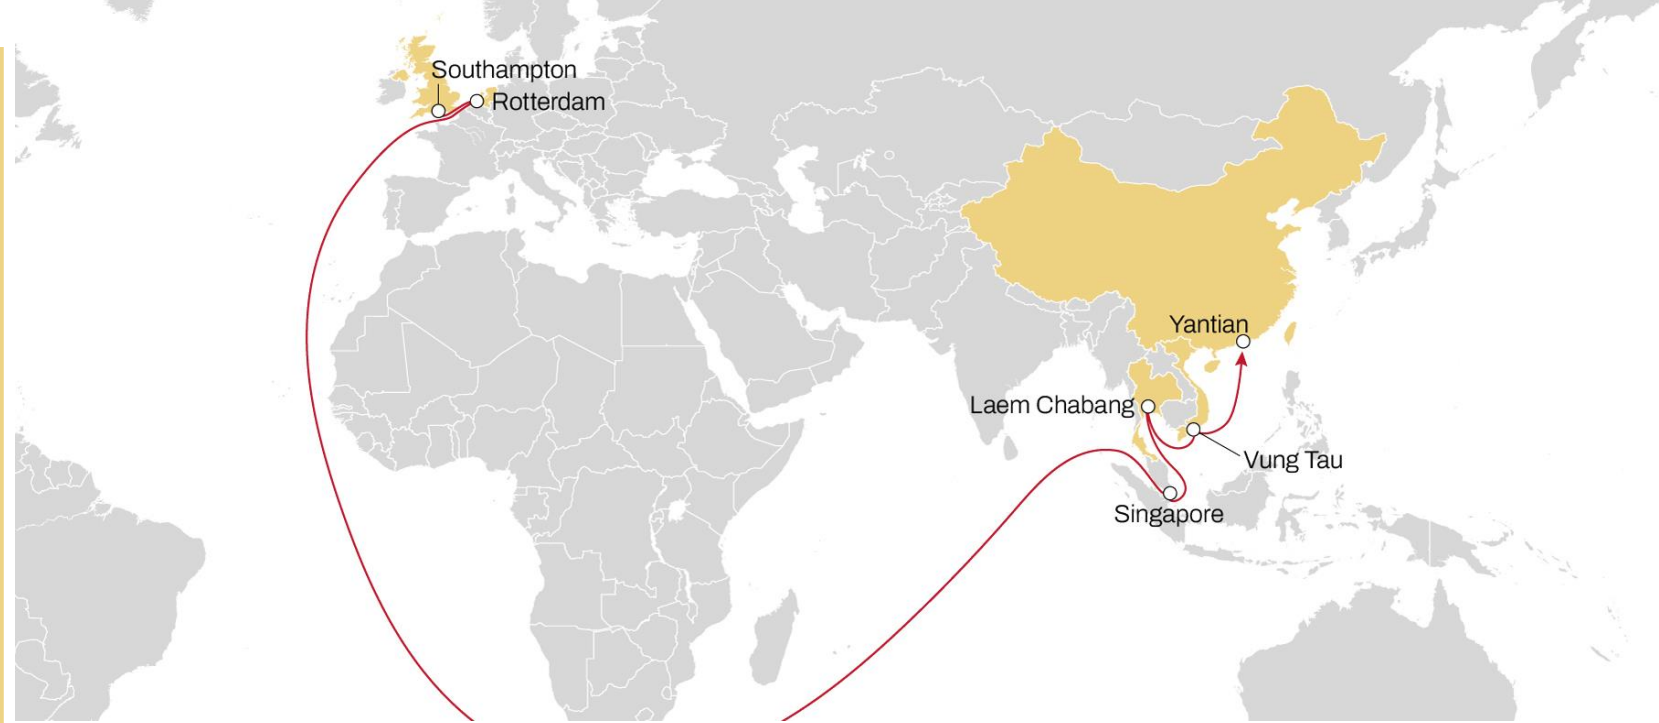 Southampton
Rotterdam
Yantian
Laem Chabang
Vung Tau
Singapore